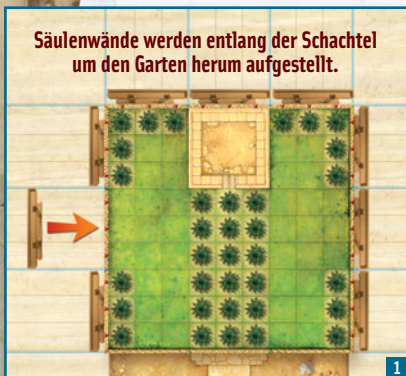 Säulenwände werden entlang der Schachtel
um den Garten herum aufgestellt.
1